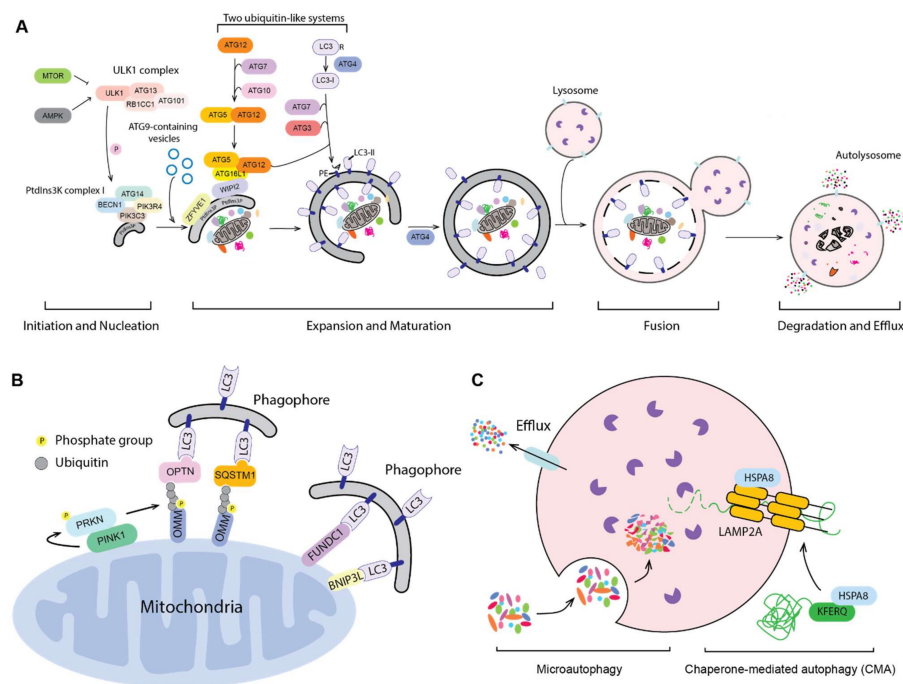 A
Two ubiquitin-like systems
MTOR
AMPK
ULK1 complex
ULK1
ATG13
RB1CC1
ATG101
P
ATG9-containing
vesicles
PtdIns3K complex I
ATG14
BECN1
PIK3R4
PIK3C3
PtdIns3P
ATG12
ATG7
ATG10
ATG5
ATG12
ATG5
ATG12
ATG16L1
WIPI2
ZFYVE1
PtdIns3P
PtdIns3P
LC3
R
ATG4
LC3-I
ATG7
ATG3
LC3-II
PE
ATG4
Lysosome
Autolysosome
Initiation and Nucleation
Expansion and Maturation
Fusion
Degradation and Efflux
B
P
Phosphate group
Ubiquitin
LC3
LC3
LC3
Phagophore
OPTN
SQSTM1
P
P
OMM
OMM
P
PRKN
PINK1
Mitochondria
LC3
LC3
Phagophore
FUNDC1
LC3
BNIP3L
LC3
C
Efflux
HSPA8
LAMP2A
HSPA8
KFERQ
Microautophagy
Chaperone-mediated autophagy (CMA)